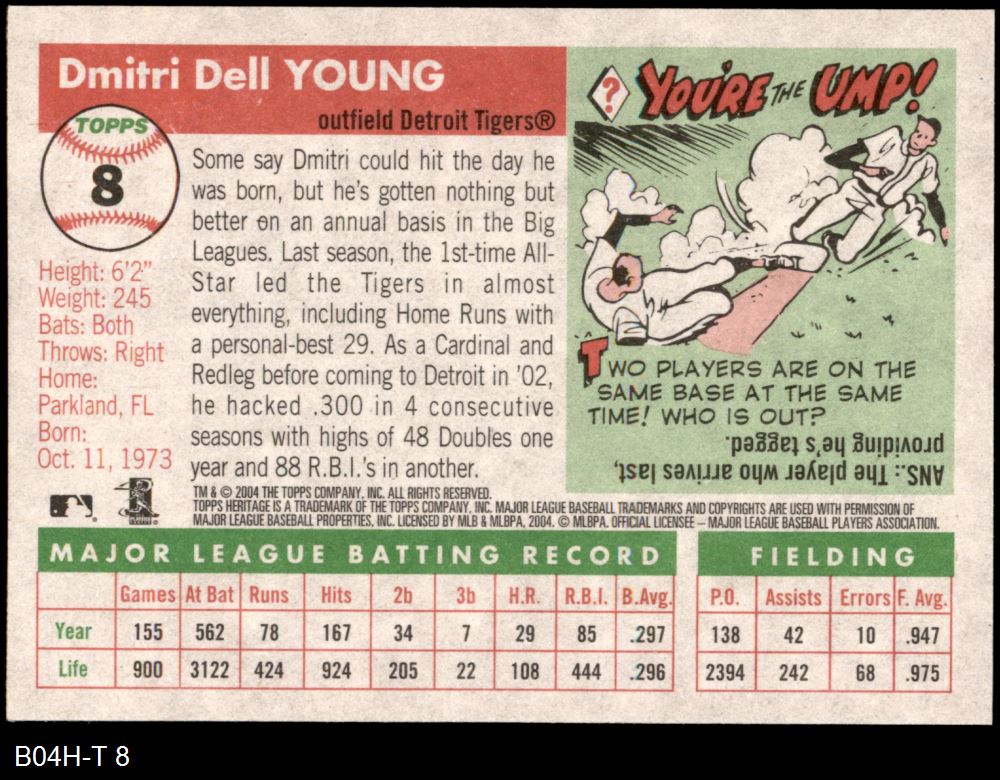 Dmitri Dell YOUNG
outfield Detroit Tigers®
TOPPS
8
Height: 6'2"
Weight: 245
Bats: Both
Throws: Right
Home:
Parkland, FL
Born:
Oct. 11, 1973
Some say Dmitri could hit the day he
was born, but he's gotten nothing but
better on an annual basis in the Big
Leagues. Last season, the 1st-time All-
Star led the Tigers in almost
everything, including Home Runs with
a personal-best 29. As a Cardinal and
Redleg before coming to Detroit in '02,
he hacked .300 in 4 consecutive
seasons with highs of 48 Doubles one
year and 88 R.B.I.'s in another.
? YOU'RE THE UMP!
TWO PLAYERS ARE ON THE
SAME BASE AT THE SAME
TIME! WHO IS OUT?
ANS.: The player who arrives last,
providing he's tagged.
TM & © 2004 THE TOPPS COMPANY, INC. ALL RIGHTS RESERVED.
TOPPS HERITAGE IS A TRADEMARK OF THE TOPPS COMPANY, INC. MAJOR LEAGUE BASEBALL TRADEMARKS AND COPYRIGHTS ARE USED WITH PERMISSION OF
MAJOR LEAGUE BASEBALL PROPERTIES, INC. LICENSED BY MLB & MLBPA, 2004. © MLBPA. OFFICIAL LICENSEE – MAJOR LEAGUE BASEBALL PLAYERS ASSOCIATION.
MAJOR LEAGUE BATTING RECORD FIELDING
Games At Bat Runs Hits 2b 3b H.R. R.B.I. B.Avg. P.O. Assists Errors F. Avg.
Year 155 562 78 167 34 7 29 85 .297 138 42 10 .947
Life 900 3122 424 924 205 22 108 444 .296 2394 242 68 .975
B04H-T 8